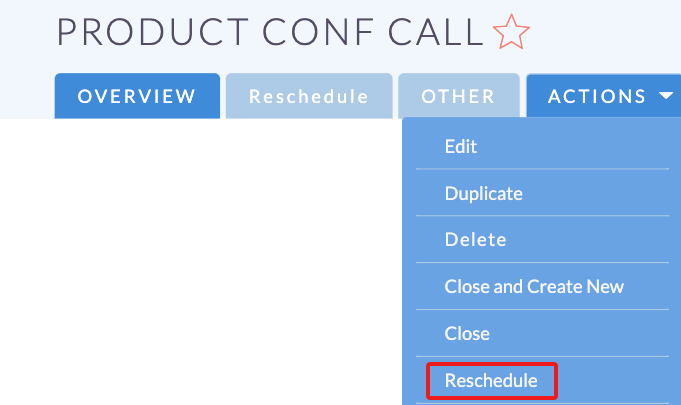 PRODUCT CONF CALL
OVERVIEW Reschedule OTHER ACTIONS
Edit
Duplicate
Delete
Close and Create New
Close
Reschedule